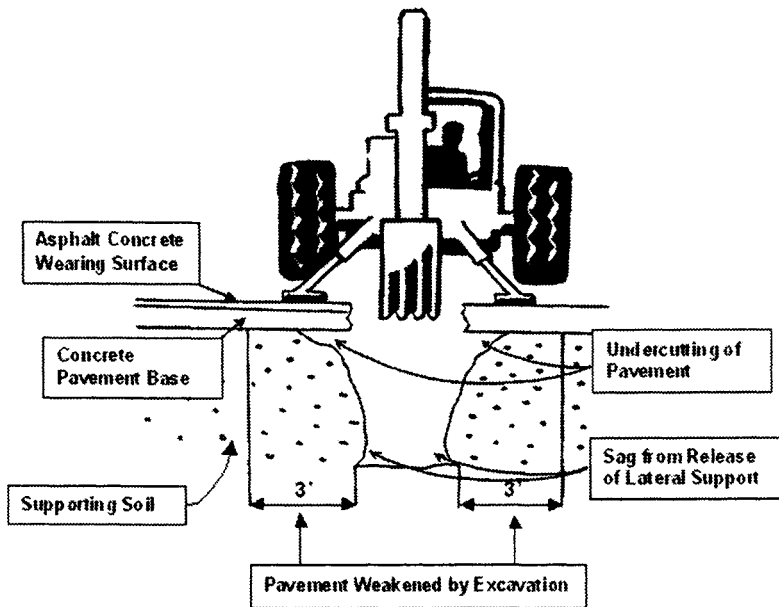 Asphalt Concrete
Wearing Surface
Concrete
Pavement Base
Undercutting of
Pavement
Supporting Soil
Sag from Release
of Lateral Support
3'
3'
Pavement Weakened by Excavation